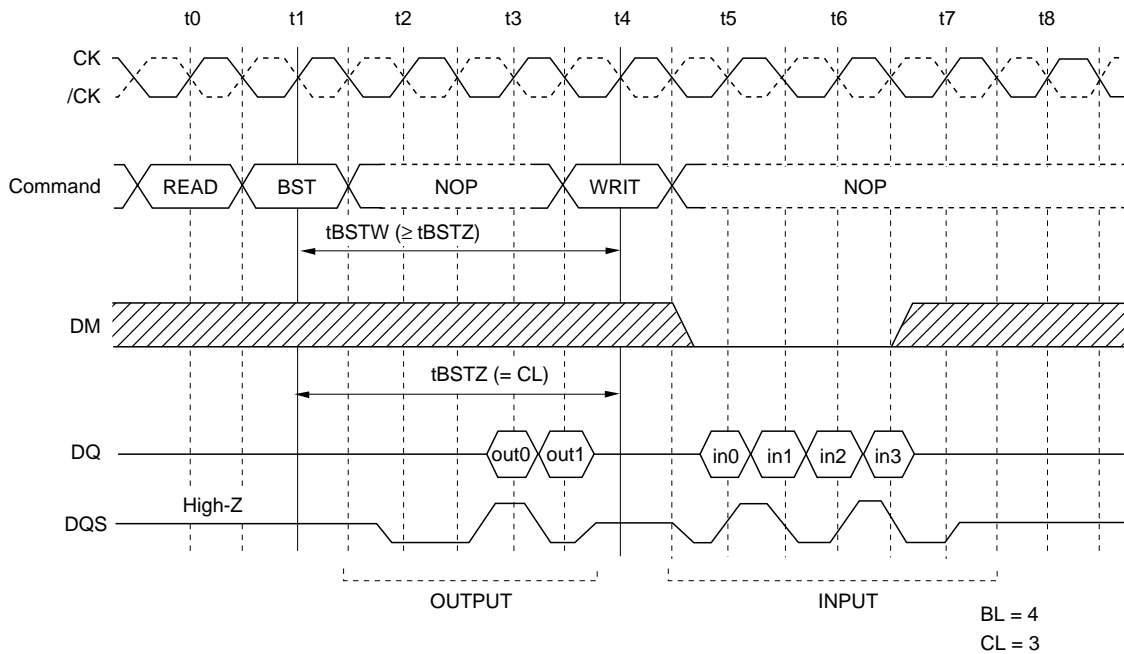 t0 t1 t2 t3 t4 t5 t6 t7 t8
CK
/CK
Command READ BST NOP WRIT NOP
tBSTW (≥ tBSTZ)
DM
tBSTZ (= CL)
DQ out0 out1 in0 in1 in2 in3
High-Z
DQS
OUTPUT INPUT
BL = 4
CL = 3